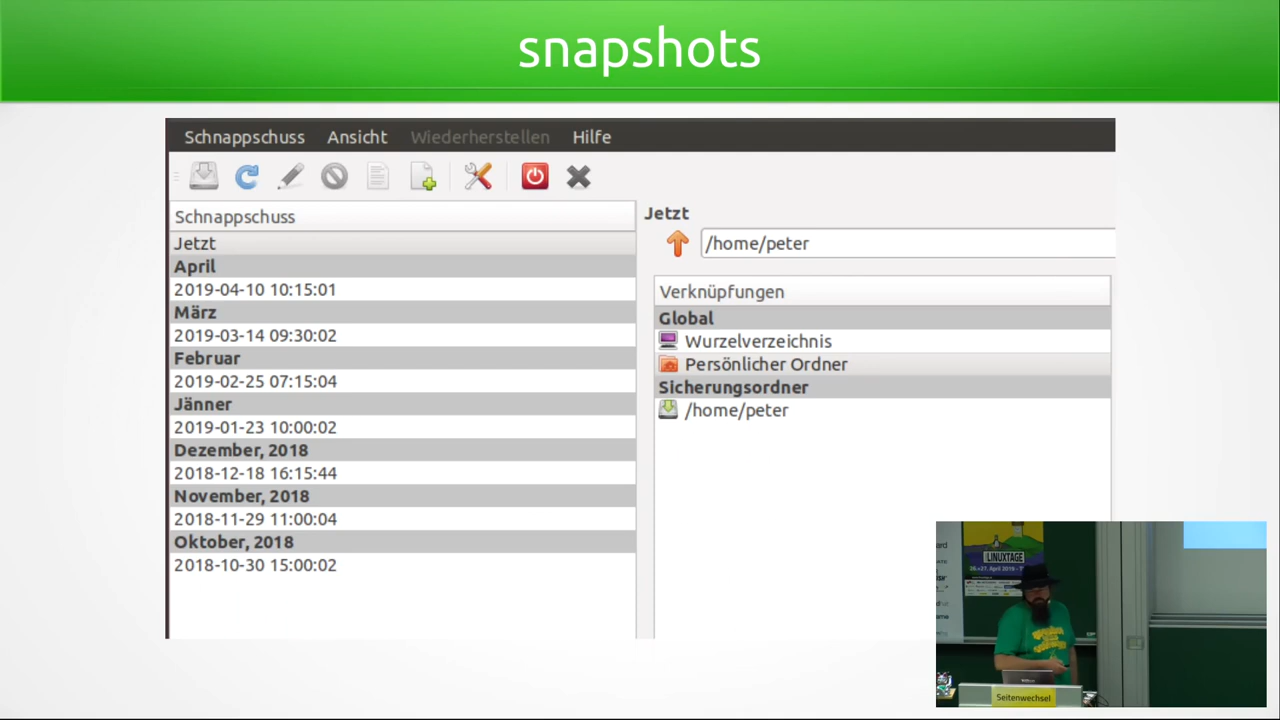 snapshots
Schnappschuss Ansicht Wiederherstellen Hilfe
Schnappschuss
Jetzt
April
2019-04-10 10:15:01
März
2019-03-14 09:30:02
Februar
2019-02-25 07:15:04
Jänner
2019-01-23 10:00:02
Dezember, 2018
2018-12-18 16:15:44
November, 2018
2018-11-29 11:00:04
Oktober, 2018
2018-10-30 15:00:02
Jetzt
/home/peter
Verknüpfungen
Global
Wurzelverzeichnis
Persönlicher Ordner
Sicherungsordner
/home/peter
LINUXTAGE
Seitenwechsel